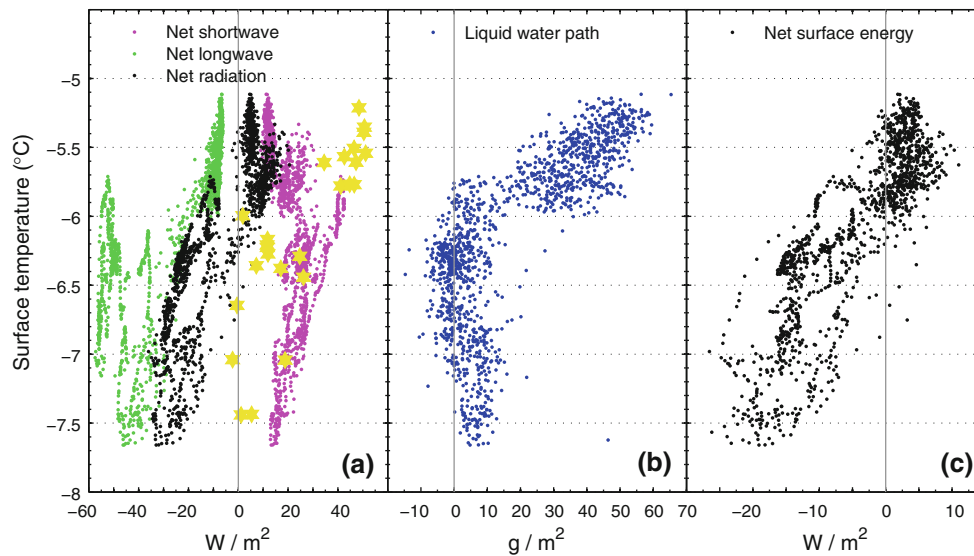 Net shortwave
Net longwave
Net radiation
Liquid water path
Net surface energy
Surface temperature (°C)
−5
−5.5
−6
−6.5
−7
−7.5
−8
(a)
(b)
(c)
−60 −40 −20 0 20 40
−10 0 10 20 30 40 50 60 70
−20 −10 0
W / m²
g / m²
W / m²